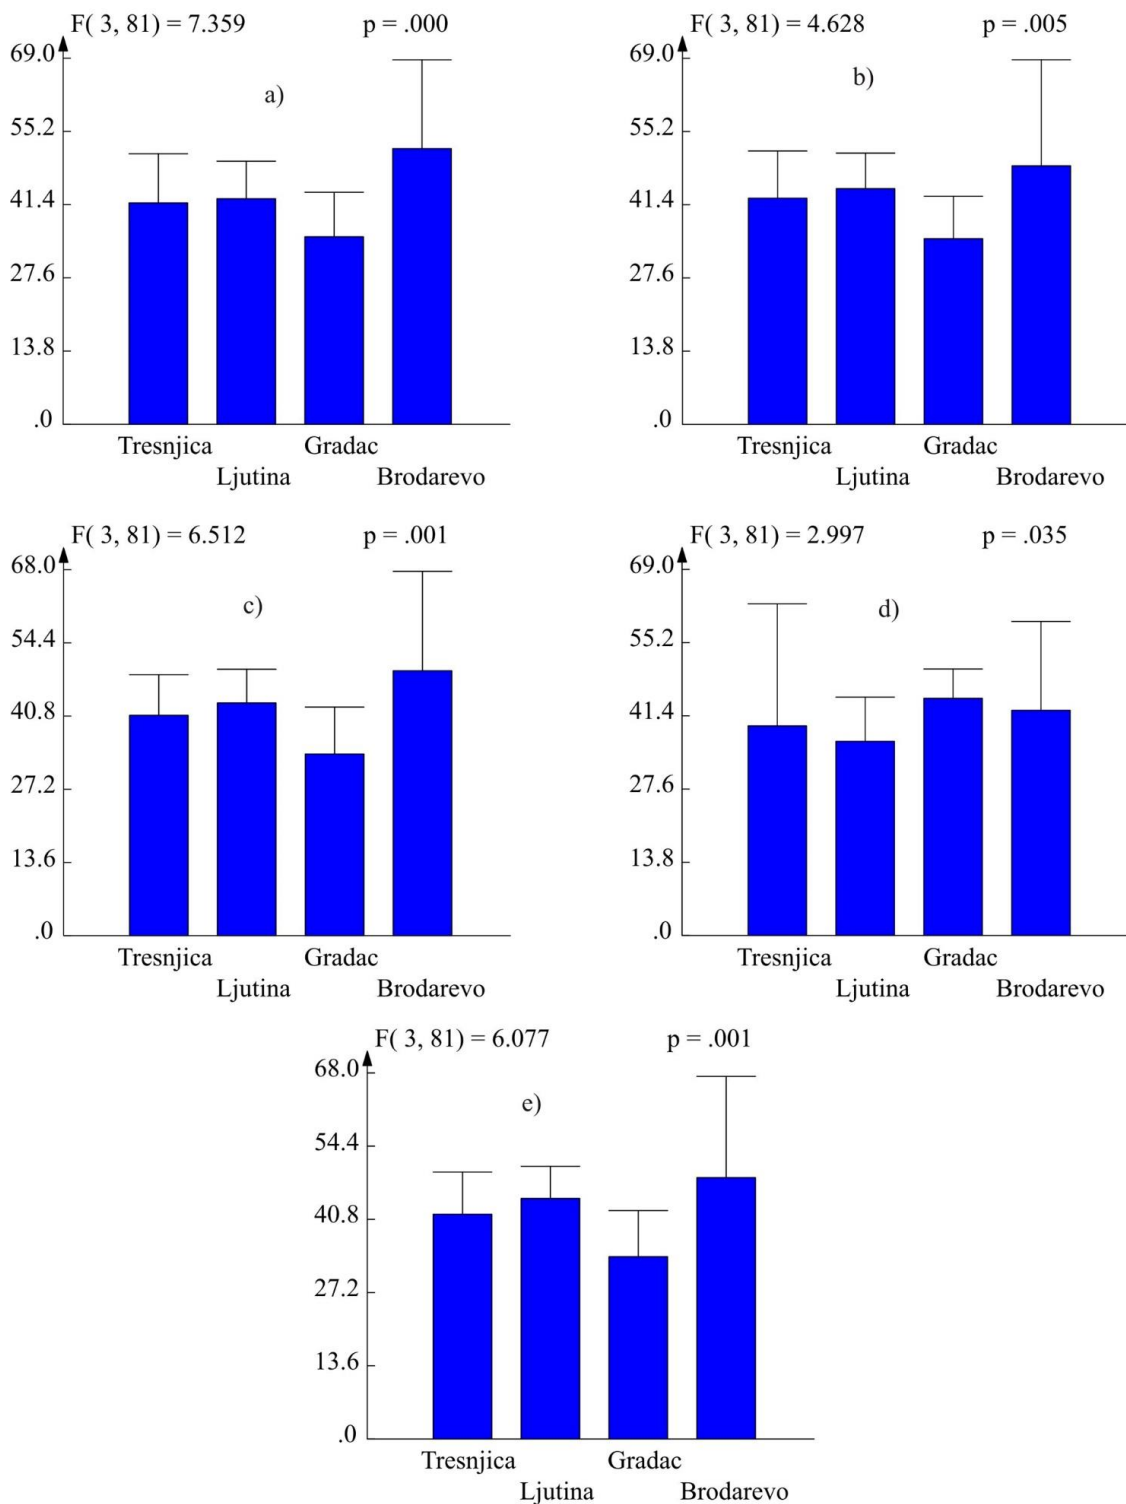 F( 3, 81) = 7.359 p = .000
69.0
a)
55.2
41.4
27.6
13.8
.0
Tresnjica Gradac
Ljutina Brodarevo
F( 3, 81) = 4.628 p = .005
69.0
b)
55.2
41.4
27.6
13.8
.0
Tresnjica Gradac
Ljutina Brodarevo
F( 3, 81) = 6.512 p = .001
68.0
c)
54.4
40.8
27.2
13.6
.0
Tresnjica Gradac
Ljutina Brodarevo
F( 3, 81) = 2.997 p = .035
69.0
d)
55.2
41.4
27.6
13.8
.0
Tresnjica Gradac
Ljutina Brodarevo
F( 3, 81) = 6.077 p = .001
68.0
e)
54.4
40.8
27.2
13.6
.0
Tresnjica Gradac
Ljutina Brodarevo